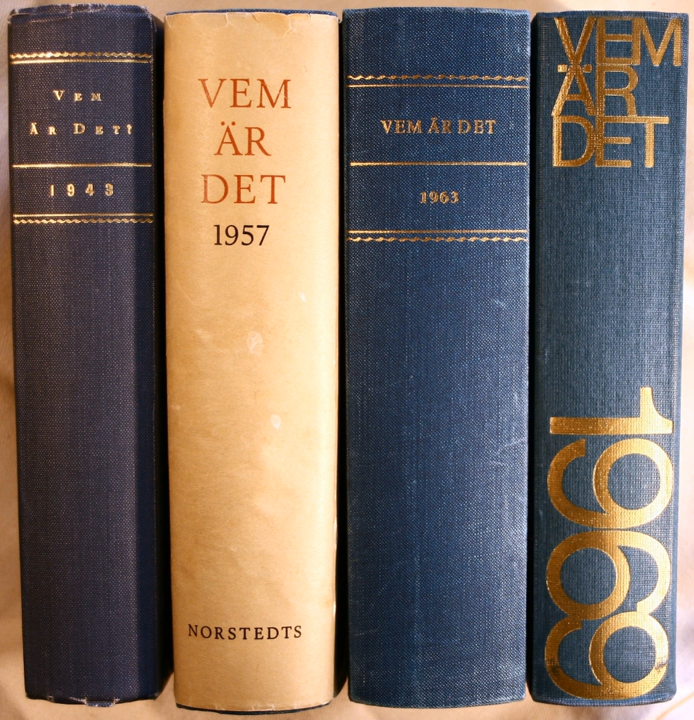 VEM
ÄR DET?
1943
VEM
ÄR
DET
1957
NORSTEDTS
VEM ÄR DET
1963
VEM
ÄR
DET
1969